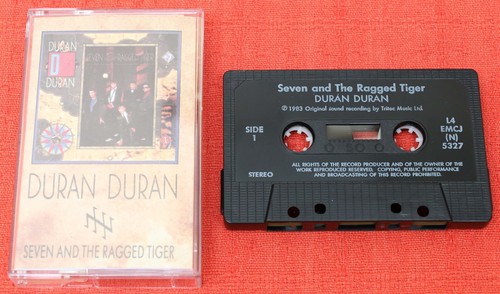 DURAN
DURAN
DURAN DURAN
SEVEN AND THE RAGGED TIGER
Seven and The Ragged Tiger
DURAN DURAN
℗ 1983 Original sound recording by Tritec Music Ltd.
SIDE
1
L4
EMCJ
(N)
5327
STEREO
ALL RIGHTS OF THE RECORD PRODUCER AND OF THE OWNER OF THE
WORK REPRODUCED RESERVED. COPYING, PUBLIC PERFORMANCE
AND BROADCASTING OF THIS RECORD PROHIBITED.